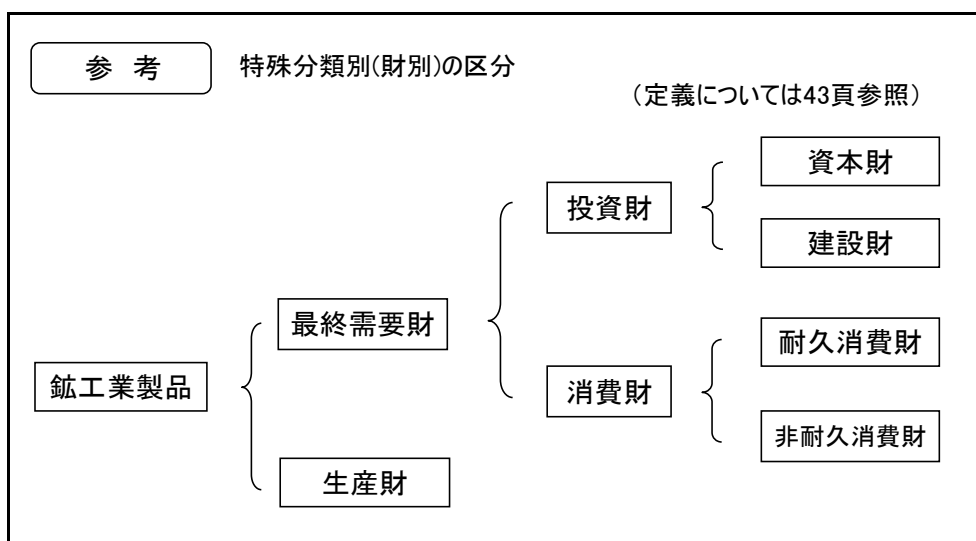 参 考
特殊分類別(財別)の区分
（定義については43頁参照）
資本財
投資財
建設財
最終需要財
耐久消費財
鉱工業製品
消費財
非耐久消費財
生産財